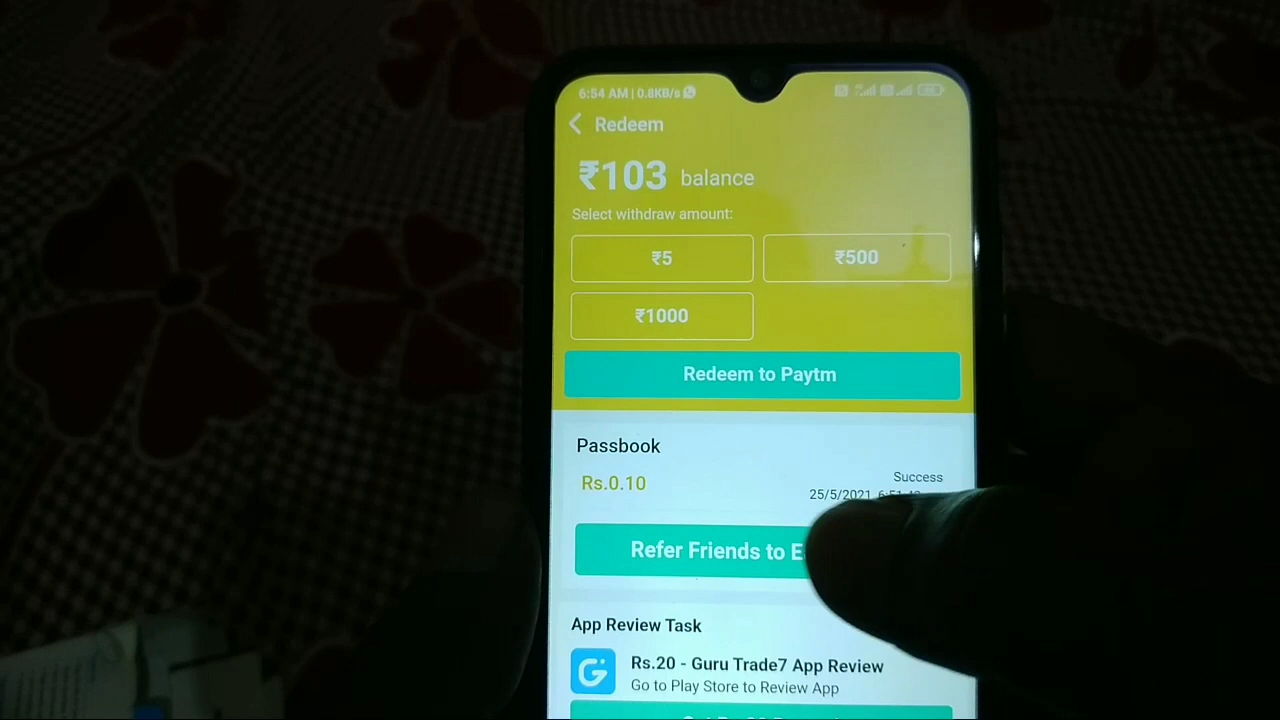 6:54 AM | 0.8KB/s
Redeem
₹103 balance
Select withdraw amount:
₹5
₹500
₹1000
Redeem to Paytm
Passbook
Rs.0.10
Success
25/5/2021
Refer Friends to
App Review Task
Rs.20 - Guru Trade7 App Review
Go to Play Store to Review App